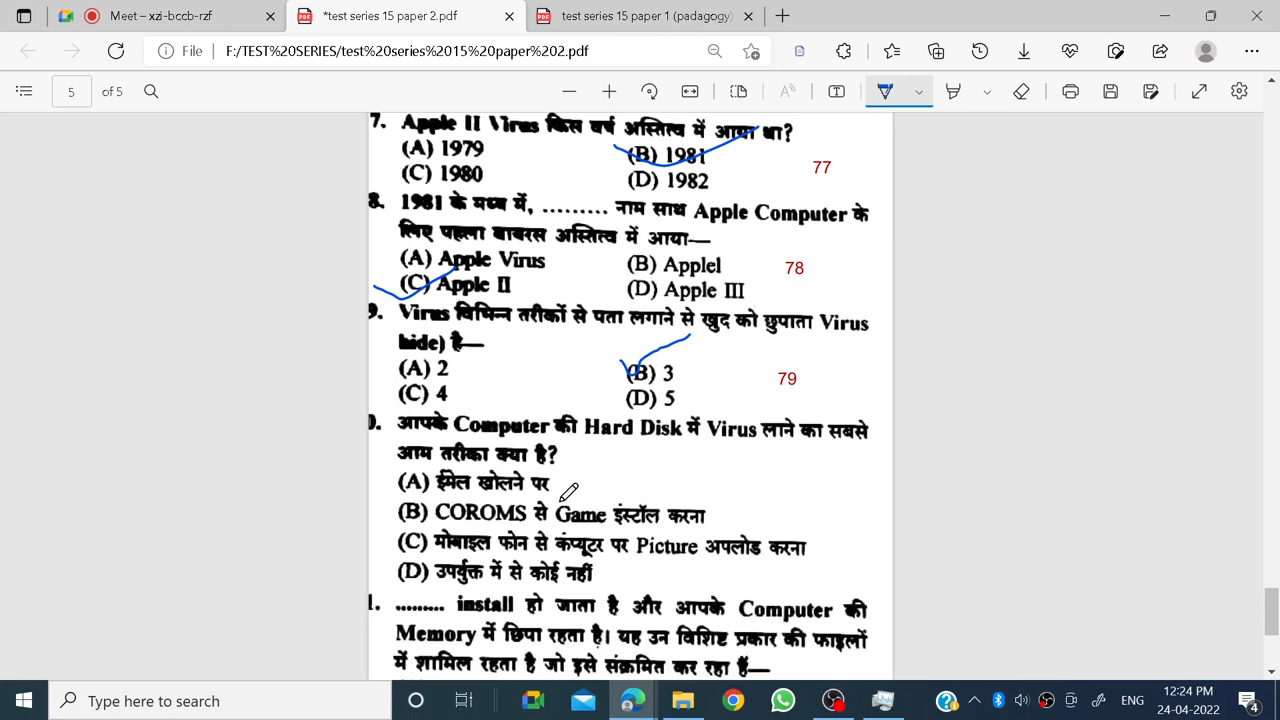 Meet – xzi-bccb-rzf
*test series 15 paper 2.pdf
test series 15 paper 1 (padagogy)
File F:/TEST%20SERIES/test%20series%2015%20paper%202.pdf
5 of 5
7. Apple II Virus किस वर्ष अस्तित्व में आया था?
(A) 1979 (B) 1981
77
(C) 1980 (D) 1982
8. 1981 के मध्य में, ......... नाम साथ Apple Computer के
लिए पहला वायरस अस्तित्व में आया—
(A) Apple Virus (B) Applel 78
(C) Apple II (D) Apple III
9. Virus विभिन्न तरीकों से पता लगाने से खुद को छुपाता Virus
hide) है—
(A) 2 (B) 3 79
(C) 4 (D) 5
0. आपके Computer की Hard Disk में Virus लाने का सबसे
आम तरीका क्या है?
(A) ईमेल खोलने पर
(B) COROMS से Game इंस्टॉल करना
(C) मोबाइल फोन से कंप्यूटर पर Picture अपलोड करना
(D) उपर्युक्त में से कोई नहीं
1. ......... install हो जाता है और आपके Computer की
Memory में छिपा रहता है। यह उन विशिष्ट प्रकार की फाइलों
में शामिल रहता है जो इसे संक्रमित कर रहा हैं—
Type here to search
ENG
12:24 PM
24-04-2022
4